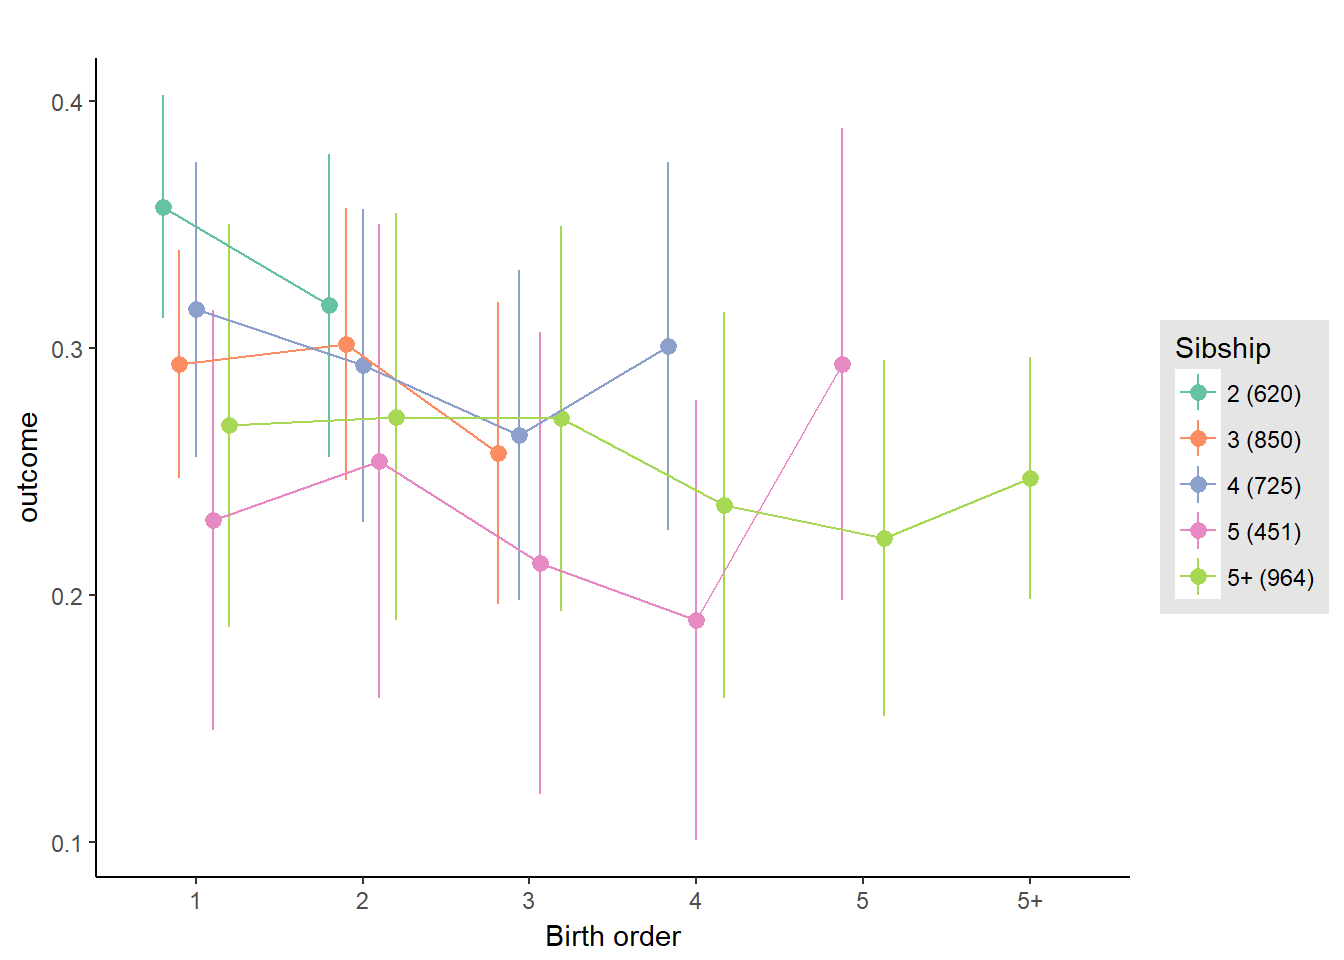 0.4
0.3
0.2
0.1
outcome
1 2 3 4 5 5+
Birth order
Sibship
2 (620)
3 (850)
4 (725)
5 (451)
5+ (964)